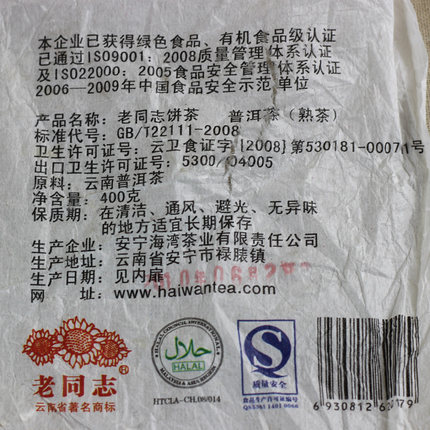 本企业已获得绿色食品、有机食品级认证
已通过ISO9001:2008质量管理体系认证
及ISO22000:2005食品安全管理体系认证
2006—2009年中国食品安全示范单位
产品名称:老同志饼茶 普洱茶(熟茶)
标准代号:GB/T22111-2008
卫生许可证号:云卫食证字[2008]第530181-000071号
出口卫生许可证号:5300/04005
原料:云南普洱茶
净含量:400克
保质期:在清洁、通风、避光、无异味
的地方适宜长期保存
生产企业:安宁海湾茶业有限责任公司
生产地址:云南省安宁市禄脿镇
生产日期:见内扉
网 址:www.haiwantea.com
老同志
云南省著名商标
HALAL
HTCLA-CH.08/014
质量安全
6 930812 62